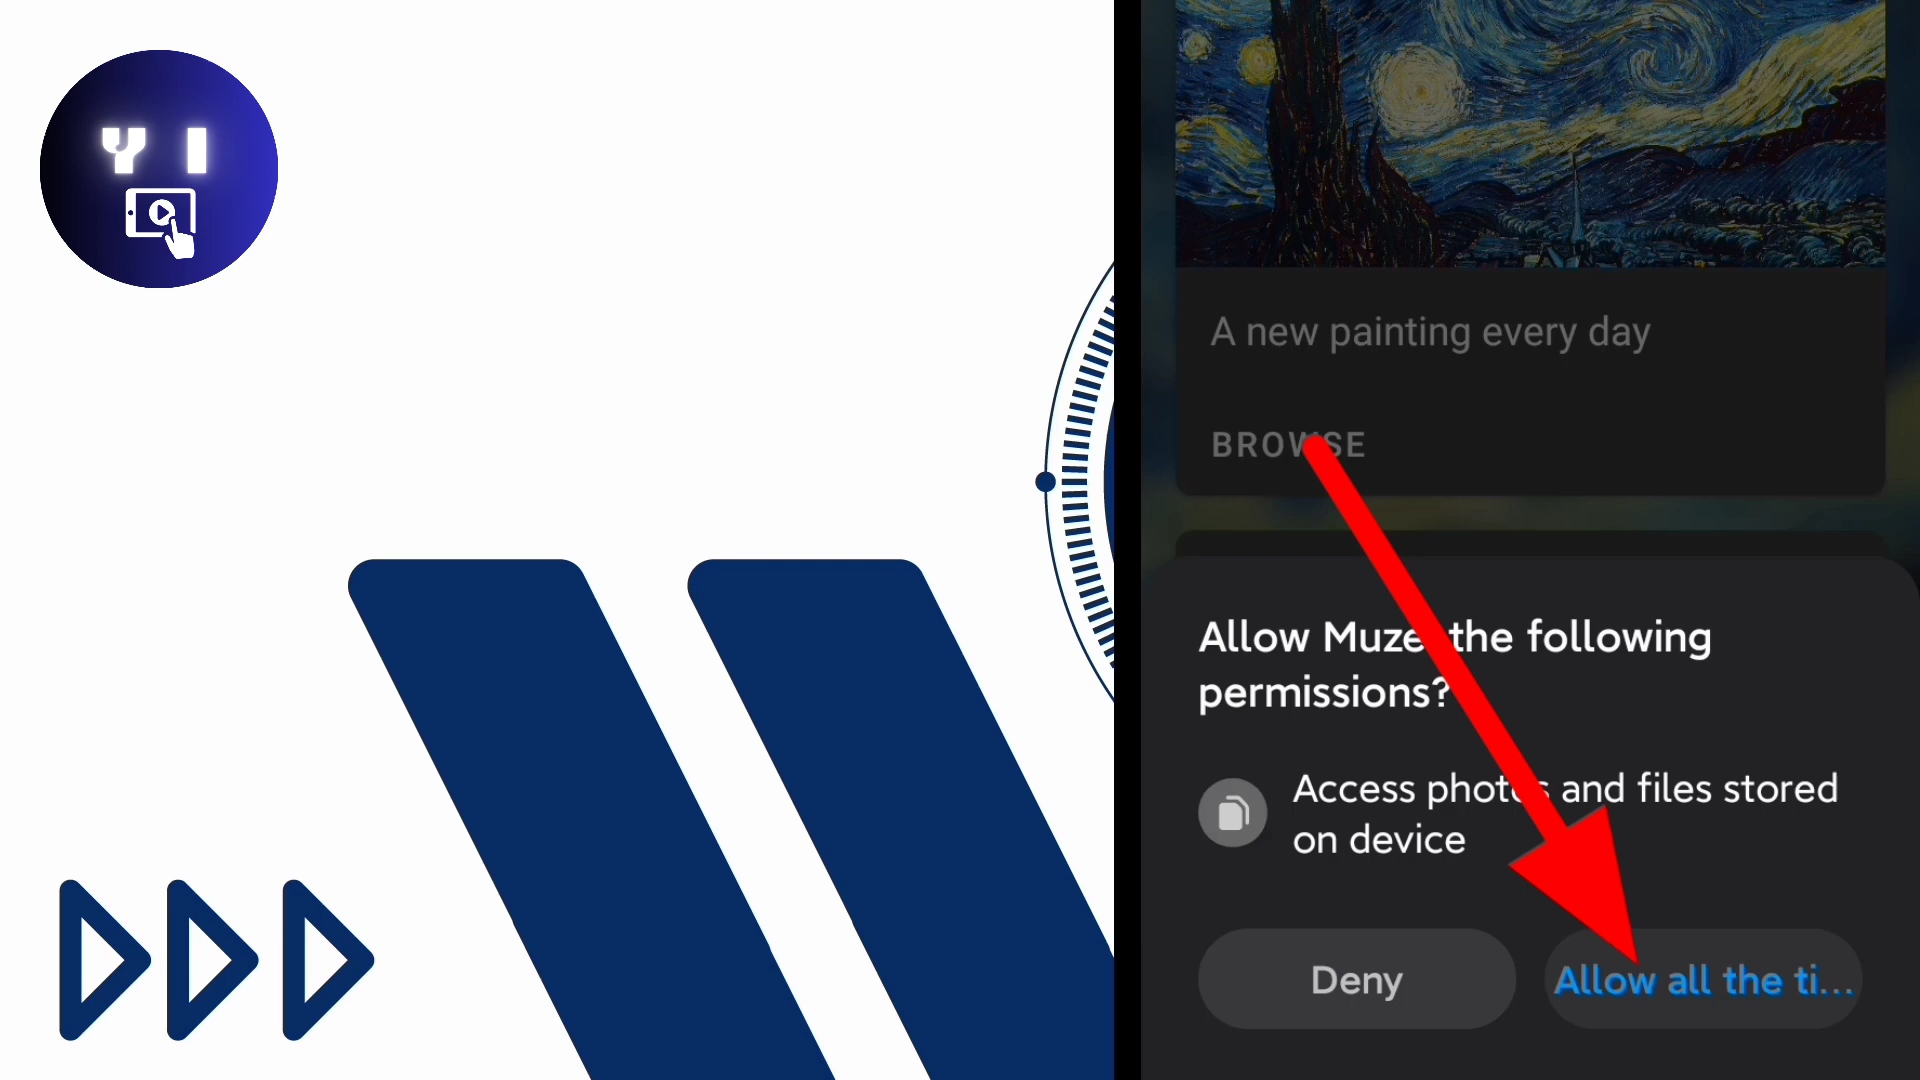 Y I
A new painting every day
BROWSE
Allow Muzei the following
permissions?
Access photos and files stored
on device
Deny
Allow all the ti...